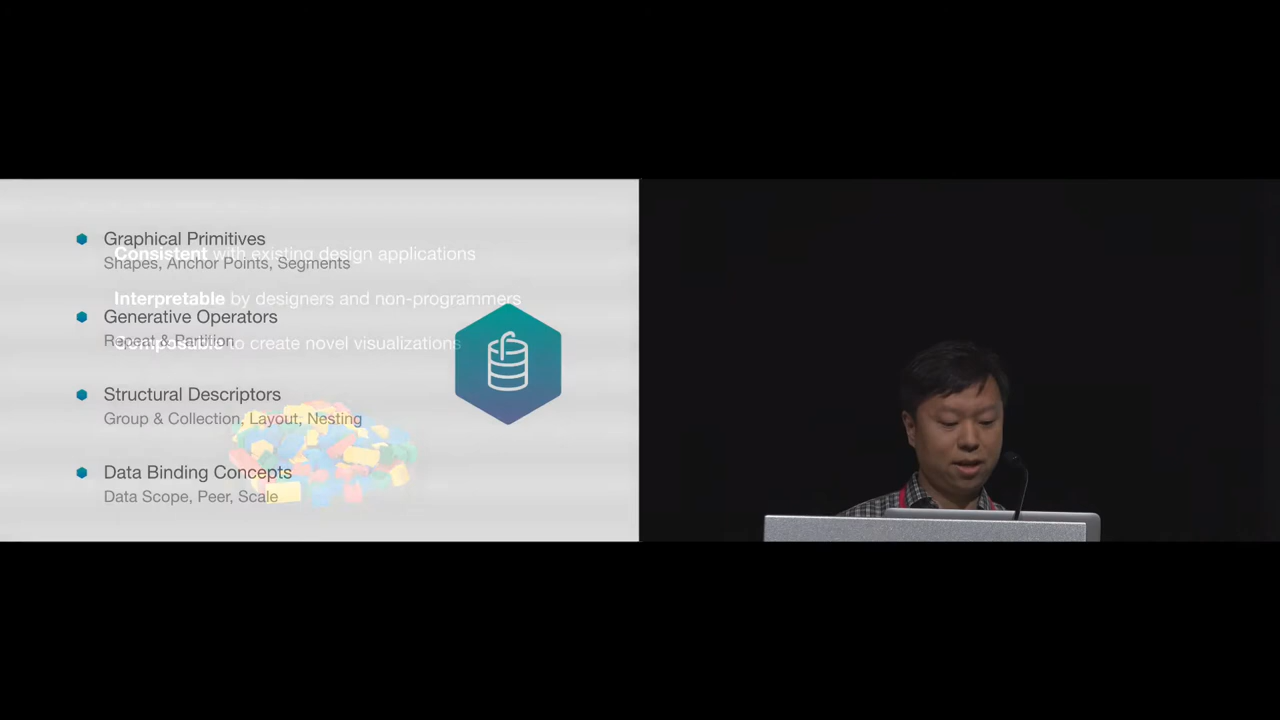 Graphical Primitives
Consistent with existing design applications
Shapes, Anchor Points, Segments
Interpretable by designers and non-programmers
Generative Operators
Repeat & Partition
Composable to create novel visualizations
Structural Descriptors
Group & Collection, Layout, Nesting
Data Binding Concepts
Data Scope, Peer, Scale